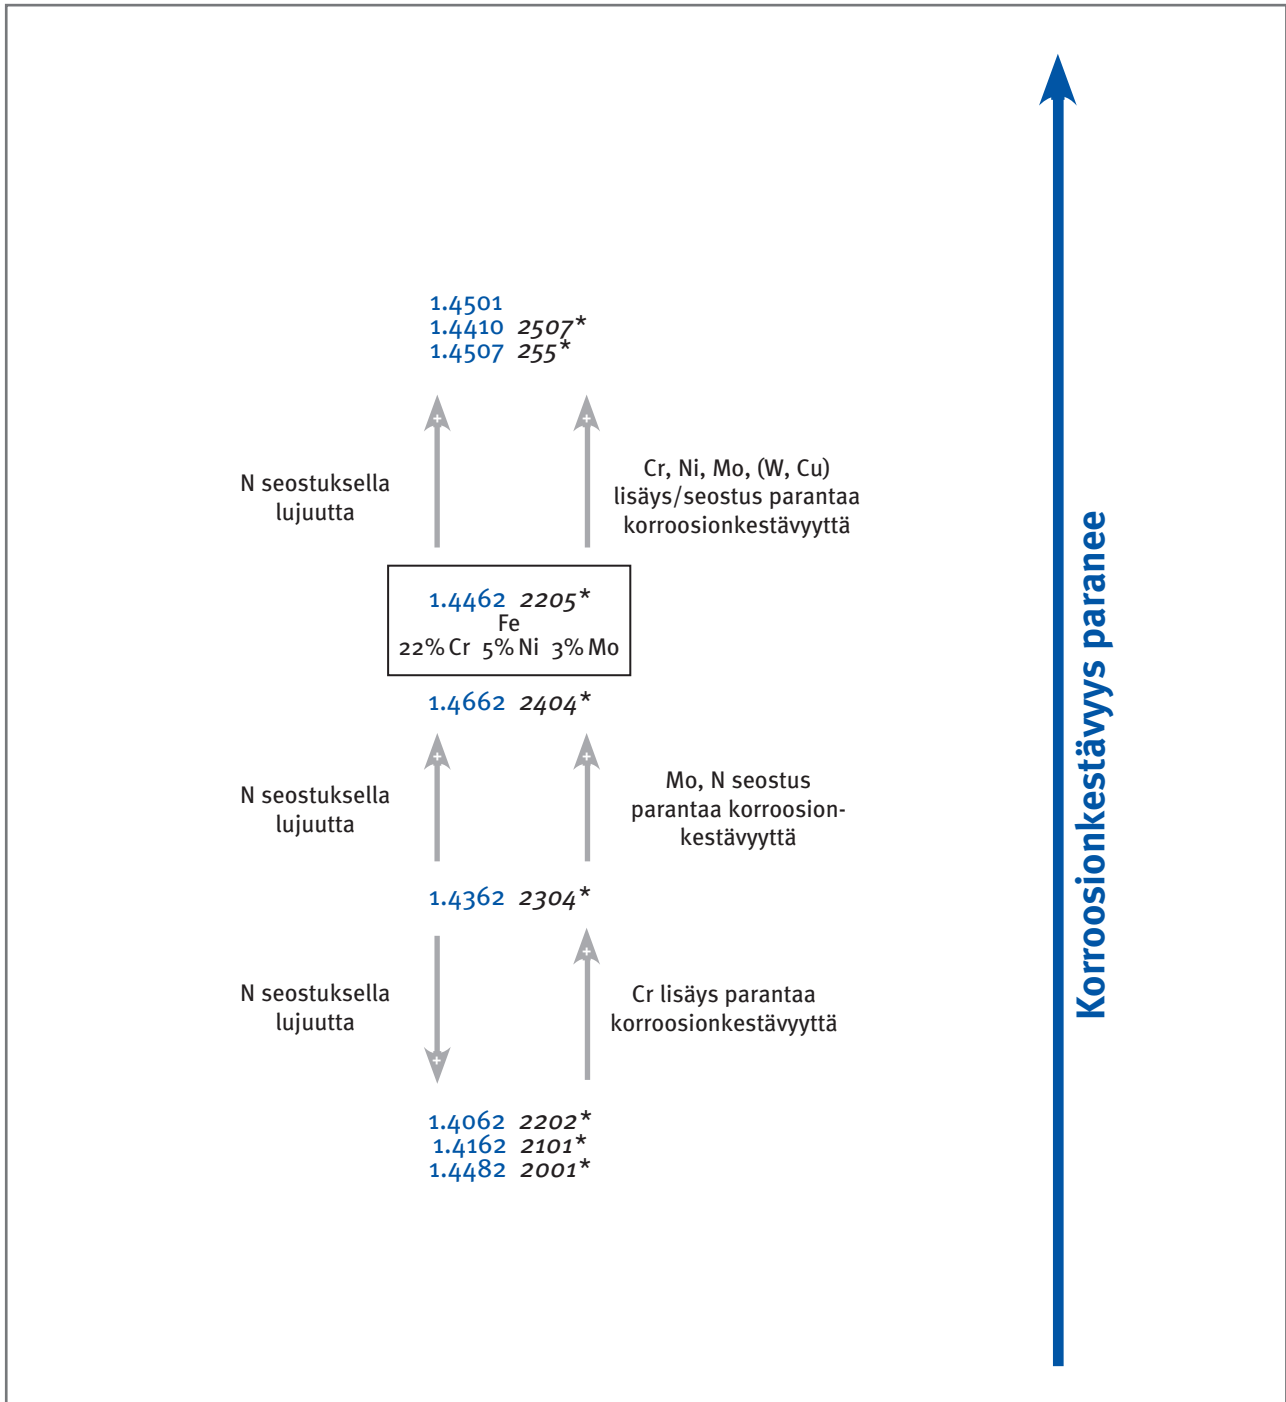 1.4501
1.4410 2507*
1.4507 255*
N seostuksella
lujuutta
Cr, Ni, Mo, (W, Cu)
lisäys/seostus parantaa
korroosionkestävyyttä
1.4462 2205*
Fe
22% Cr 5% Ni 3% Mo
1.4662 2404*
N seostuksella
lujuutta
Mo, N seostus
parantaa korroosion-
kestävyyttä
1.4362 2304*
N seostuksella
lujuutta
Cr lisäys parantaa
korroosionkestävyyttä
1.4062 2202*
1.4162 2101*
1.4482 2001*
Korroosionkestävyys paranee